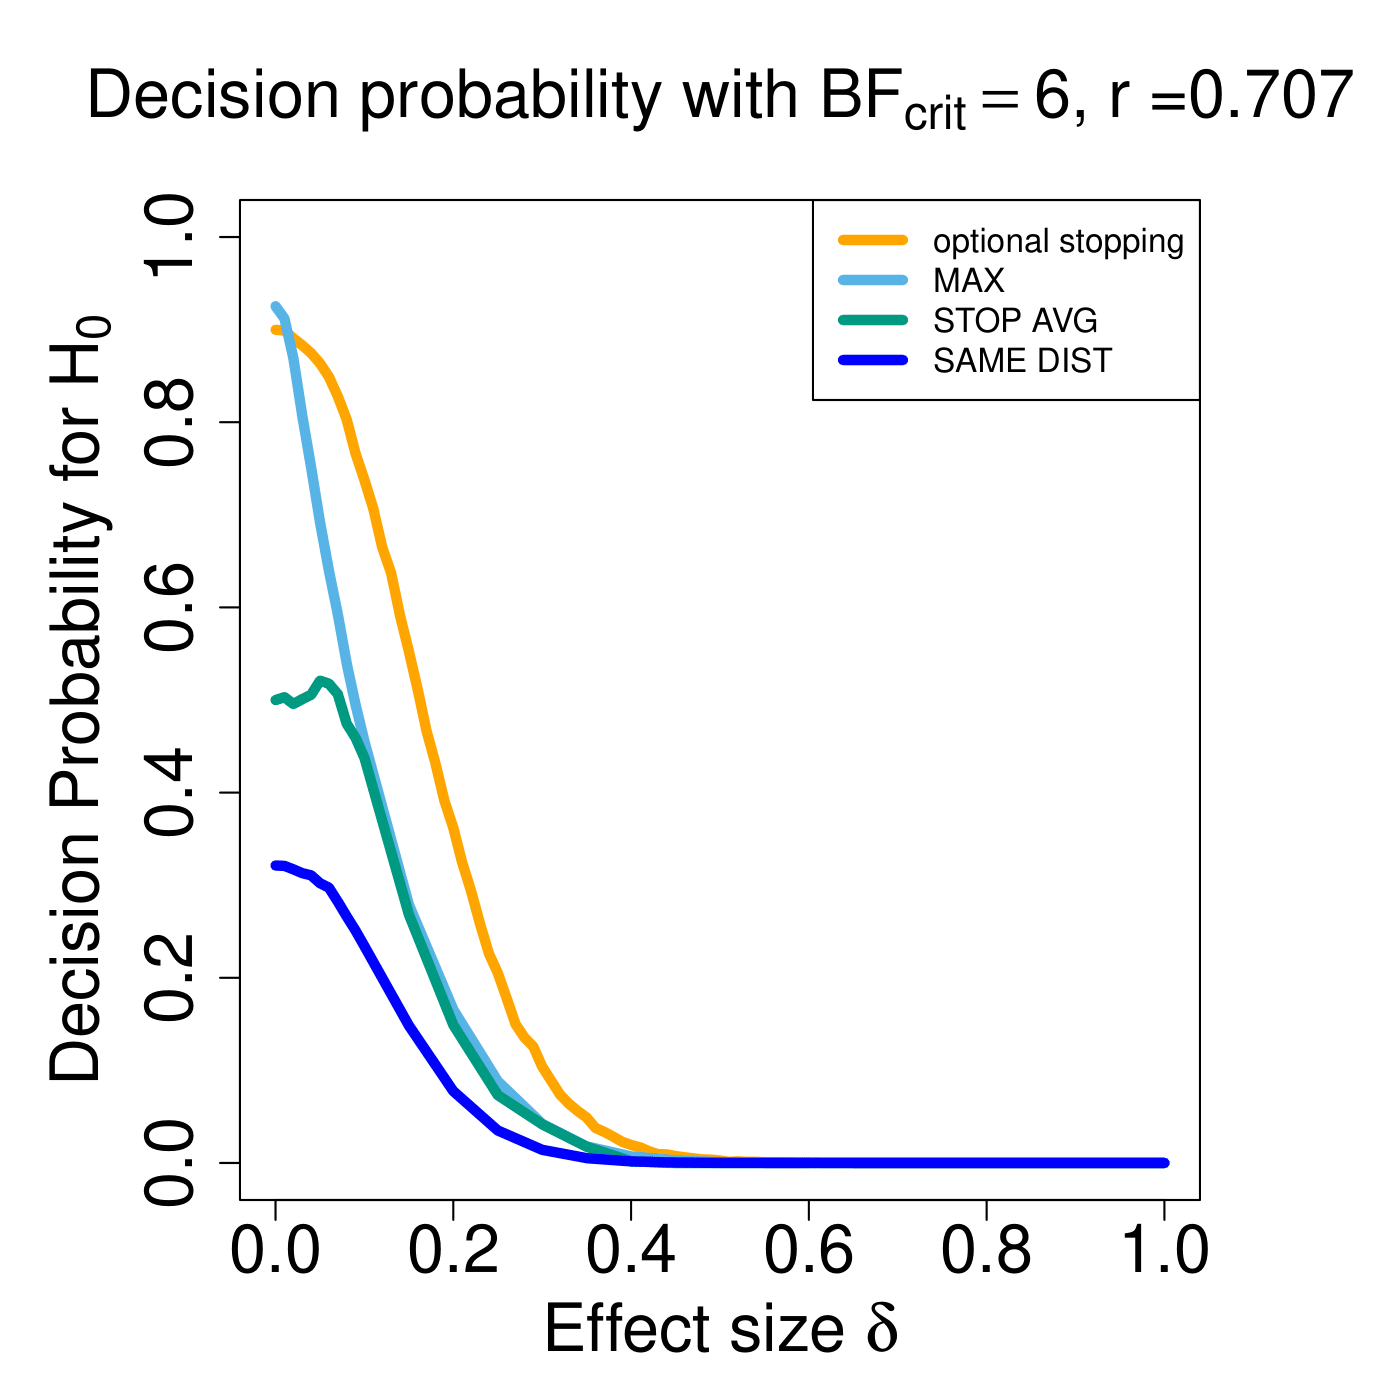 Decision probability with BFcrit = 6, r =0.707
optional stopping
MAX
STOP AVG
SAME DIST
Decision Probability for H0
1.0
0.8
0.6
0.4
0.2
0.0
0.0 0.2 0.4 0.6 0.8 1.0
Effect size δ